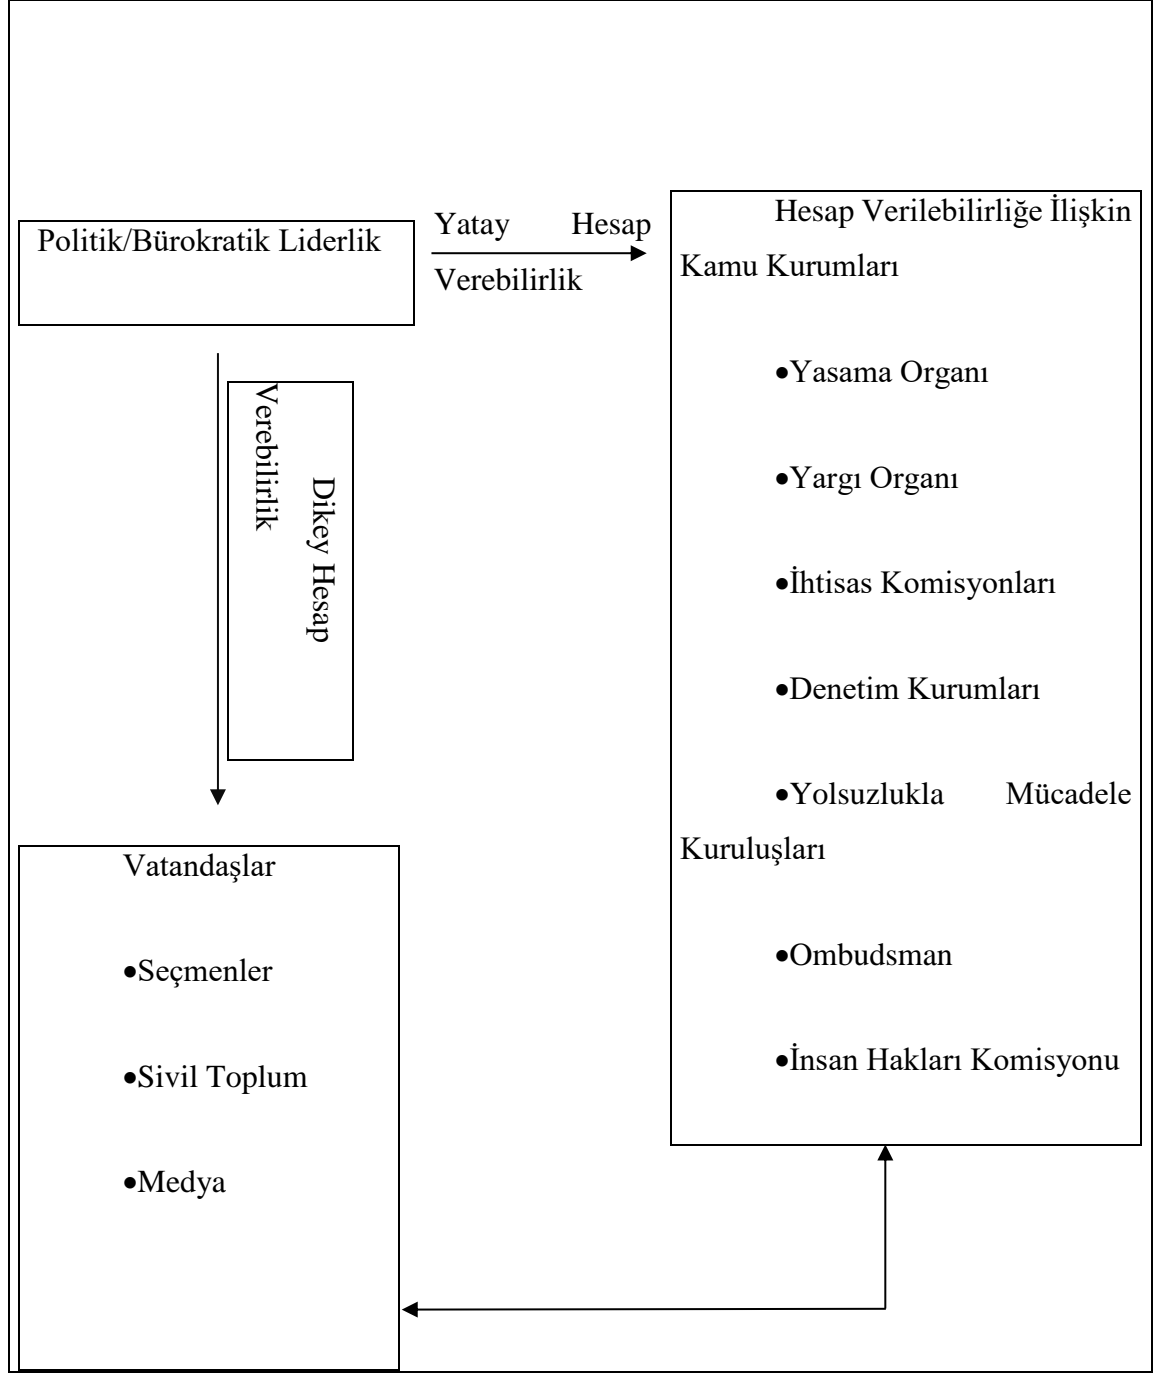 Politik/Bürokratik Liderlik
Yatay Hesap
Verebilirlik
Hesap Verilebilirliğe İlişkin
Kamu Kurumları
•Yasama Organı
•Yargı Organı
•İhtisas Komisyonları
•Denetim Kurumları
•Yolsuzlukla Mücadele
Kuruluşları
•Ombudsman
•İnsan Hakları Komisyonu
Dikey Hesap
Verebilirlik
Vatandaşlar
•Seçmenler
•Sivil Toplum
•Medya